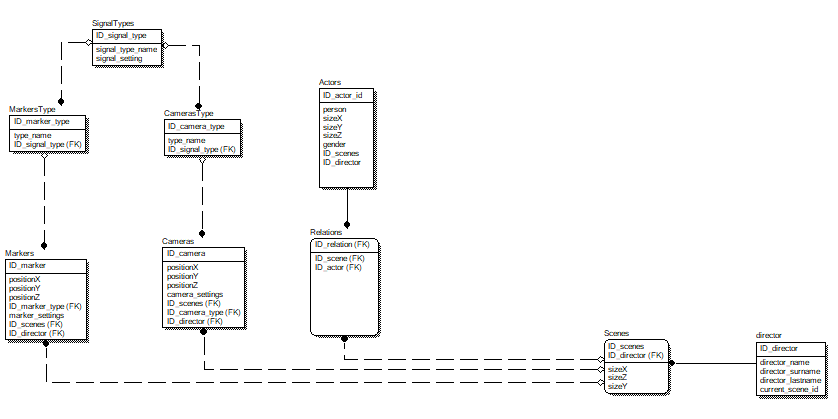 SignalTypes
ID_signal_type
signal_type_name
signal_setting
MarkersType
ID_marker_type
type_name
ID_signal_type (FK)
CamerasType
ID_camera_type
type_name
ID_signal_type (FK)
Actors
ID_actor_id
person
sizeX
sizeY
sizeZ
gender
ID_scenes
ID_director
Markers
ID_marker
positionX
positionY
positionZ
ID_marker_type (FK)
marker_settings
ID_scenes (FK)
ID_director (FK)
Cameras
ID_camera
positionX
positionY
positionZ
camera_settings
ID_scenes (FK)
ID_camera_type (FK)
ID_director (FK)
Relations
ID_relation (FK)
ID_scene (FK)
ID_actor (FK)
Scenes
ID_scenes
ID_director (FK)
sizeX
sizeZ
sizeY
director
ID_director
director_name
director_surname
director_lastname
current_scene_id